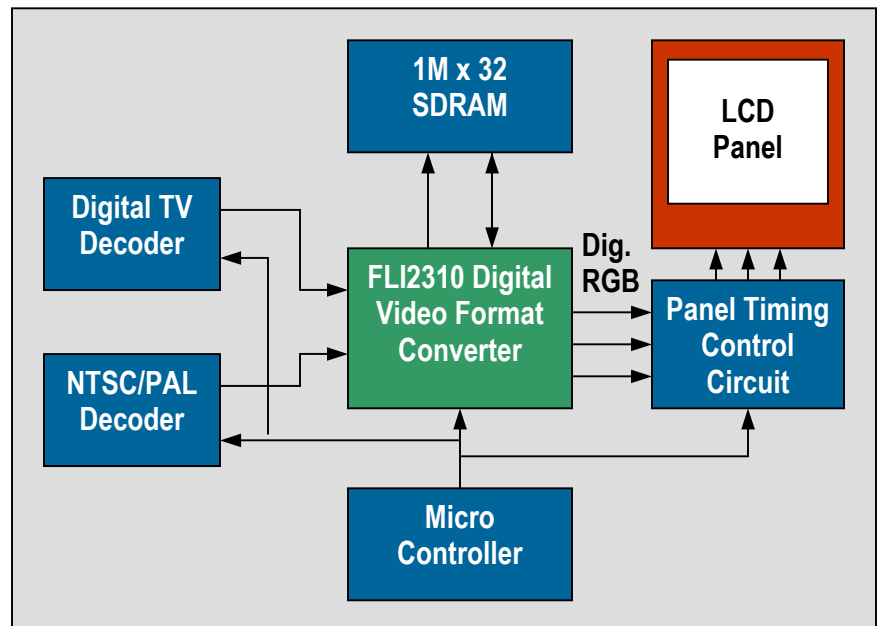 1M x 32
SDRAM
LCD
Panel
Digital TV
Decoder
Dig.
RGB
FLI2310 Digital
Video Format
Converter
Panel Timing
Control
Circuit
NTSC/PAL
Decoder
Micro
Controller